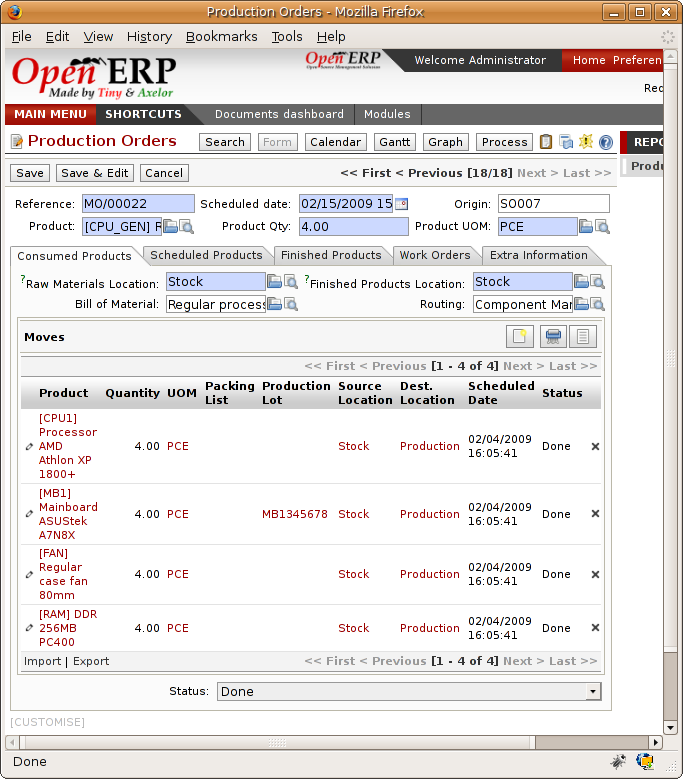 Production Orders - Mozilla Firefox
File Edit View History Bookmarks Tools Help
Open ERP
Made by Tiny & Axelor
Open ERP
Welcome Administrator
Home Preferen
Rec
MAIN MENU SHORTCUTS Documents dashboard Modules
Production Orders Search Form Calendar Gantt Graph Process REPO
Produ
Save Save & Edit Cancel << First < Previous [18/18] Next > Last >>
Reference: MO/00022 Scheduled date: 02/15/2009 15 Origin: SO007
Product: [CPU_GEN] R Product Qty: 4.00 Product UOM: PCE
Consumed Products Scheduled Products Finished Products Work Orders Extra Information
? Raw Materials Location: Stock ? Finished Products Location: Stock
Bill of Material: Regular process Routing: Component Man
Moves
<< First < Previous [1 - 4 of 4] Next > Last >>
Product Quantity UOM Packing List Production Lot Source Location Dest. Location Scheduled Date Status
[CPU1]
Processor
AMD
Athlon XP
1800+
4.00 PCE Stock Production 02/04/2009 16:05:41 Done
[MB1]
Mainboard
ASUStek
A7N8X
4.00 PCE MB1345678 Stock Production 02/04/2009 16:05:41 Done
[FAN]
Regular
case fan
80mm
4.00 PCE Stock Production 02/04/2009 16:05:41 Done
[RAM] DDR
256MB
PC400
4.00 PCE Stock Production 02/04/2009 16:05:41 Done
Import | Export << First < Previous [1 - 4 of 4] Next > Last >>
Status: Done
[CUSTOMISE]
Done